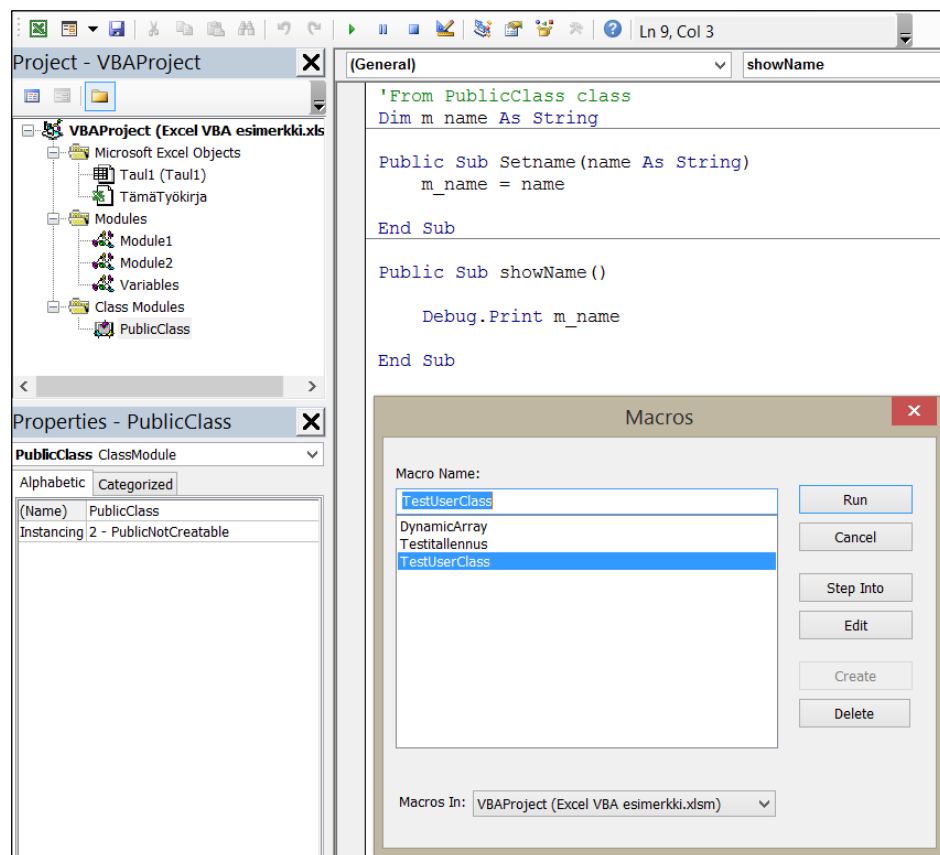 Ln 9, Col 3
Project - VBAProject
VBAProject (Excel VBA esimerkki.xls
Microsoft Excel Objects
Taul1 (Taul1)
TämäTyökirja
Modules
Module1
Module2
Variables
Class Modules
PublicClass
Properties - PublicClass
PublicClass ClassModule
Alphabetic Categorized
(Name) PublicClass
Instancing 2 - PublicNotCreatable
(General) showName
'From PublicClass class
Dim m_name As String
Public Sub Setname(name As String)
m_name = name
End Sub
Public Sub showName()
Debug.Print m_name
End Sub
Macros
Macro Name:
TestUserClass
DynamicArray
Testitallennus
TestUserClass
Run
Cancel
Step Into
Edit
Create
Delete
Macros In: VBAProject (Excel VBA esimerkki.xlsm)